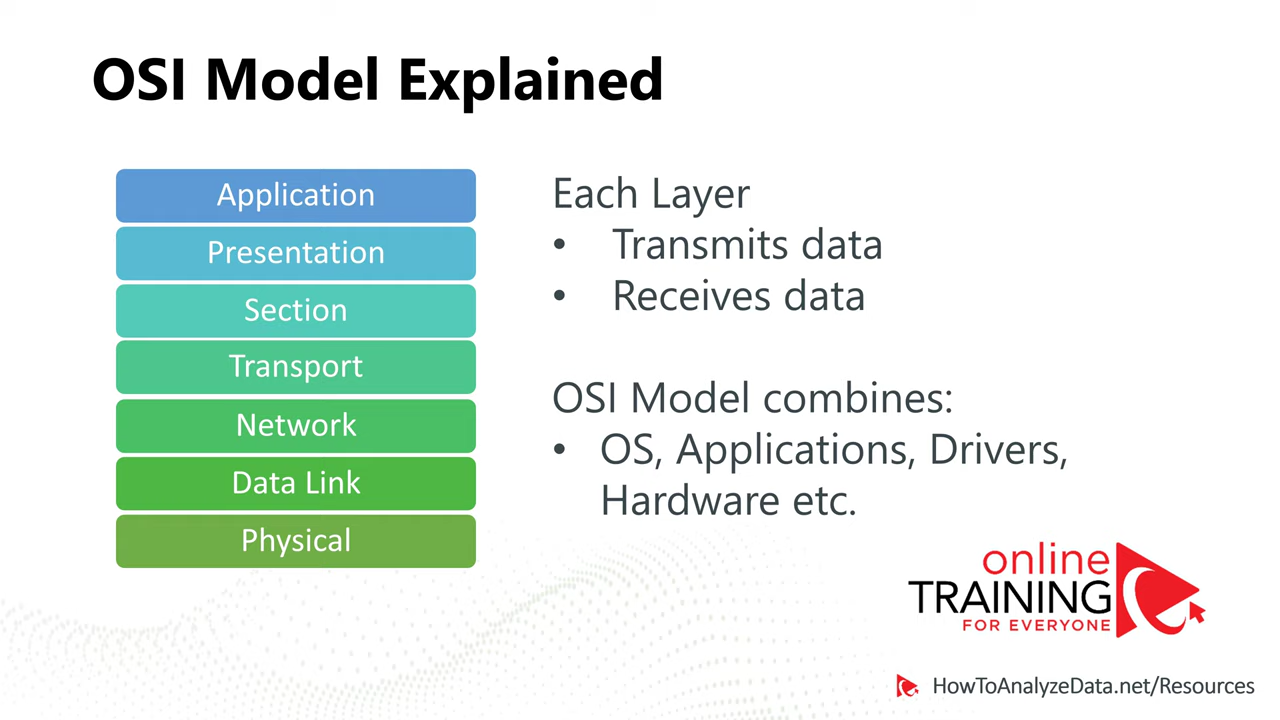 OSI Model Explained
Application
Presentation
Section
Transport
Network
Data Link
Physical
Each Layer
• Transmits data
• Receives data
OSI Model combines:
• OS, Applications, Drivers,
Hardware etc.
online
TRAINING
FOR EVERYONE
HowToAnalyzeData.net/Resources